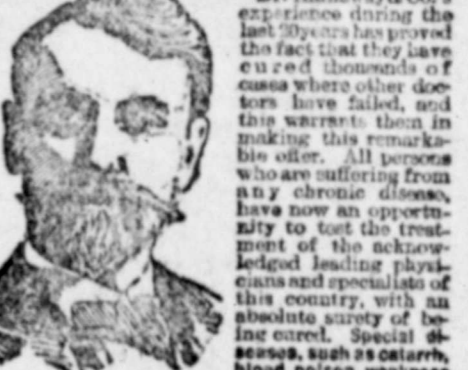 experience during the
last 20 years has proved
the fact that they have
cured thousands of
cases where other doc-
tors have failed, and
this warrants them in
making this remarka-
ble offer. All persons
who are suffering from
any chronic disease,
have now an opportu-
nity to test the treat-
ment of the acknow-
ledged leading physi-
cians and specialists of
this country, with an
absolute surety of be-
ing cured. Special di-
seases, such as catarrh,
blood poison, weakness